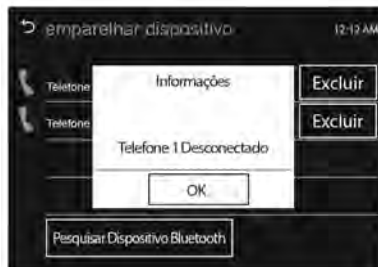 emparelhar dispositivo 12:12 AM
Telefone
Excluir
Telefone
Excluir
Informações
Telefone 1 Desconectado
OK
Pesquisar Dispositivo Bluetooth